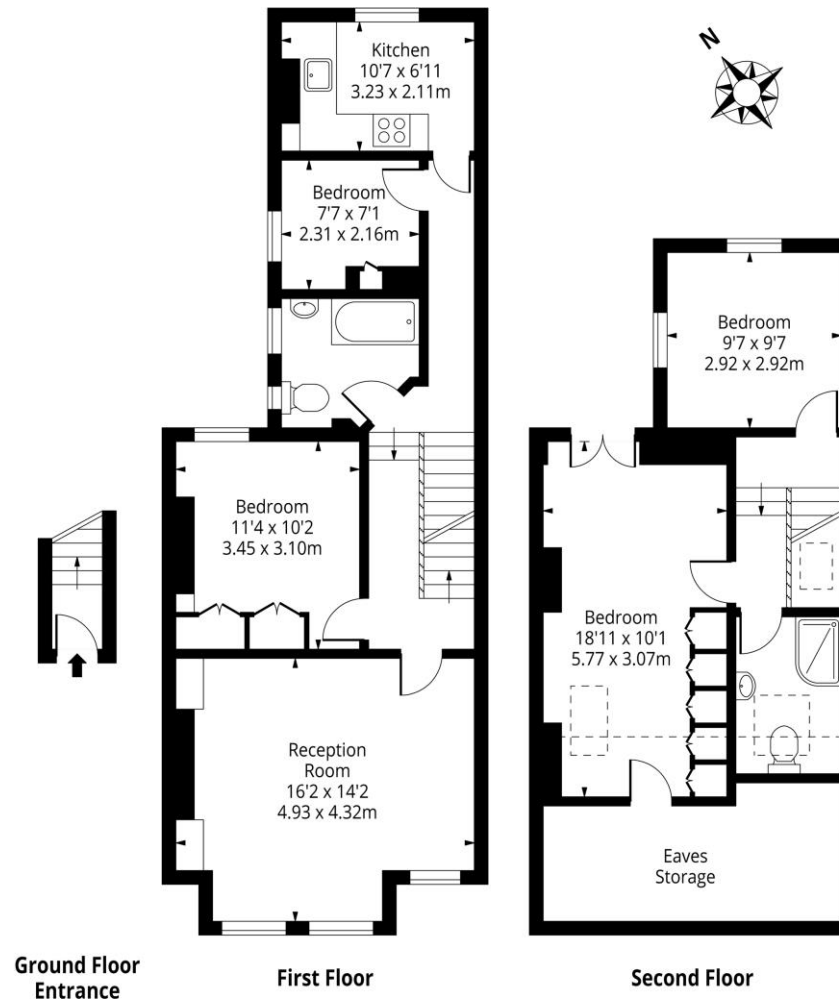 Kitchen
10'7 x 6'11
3.23 x 2.11m
N
Bedroom
7'7 x 7'1
2.31 x 2.16m
Bedroom
9'7 x 9'7
2.92 x 2.92m
Bedroom
11'4 x 10'2
3.45 x 3.10m
Bedroom
18'11 x 10'1
5.77 x 3.07m
Reception
Room
16'2 x 14'2
4.93 x 4.32m
Eaves
Storage
Ground Floor
Entrance
First Floor
Second Floor